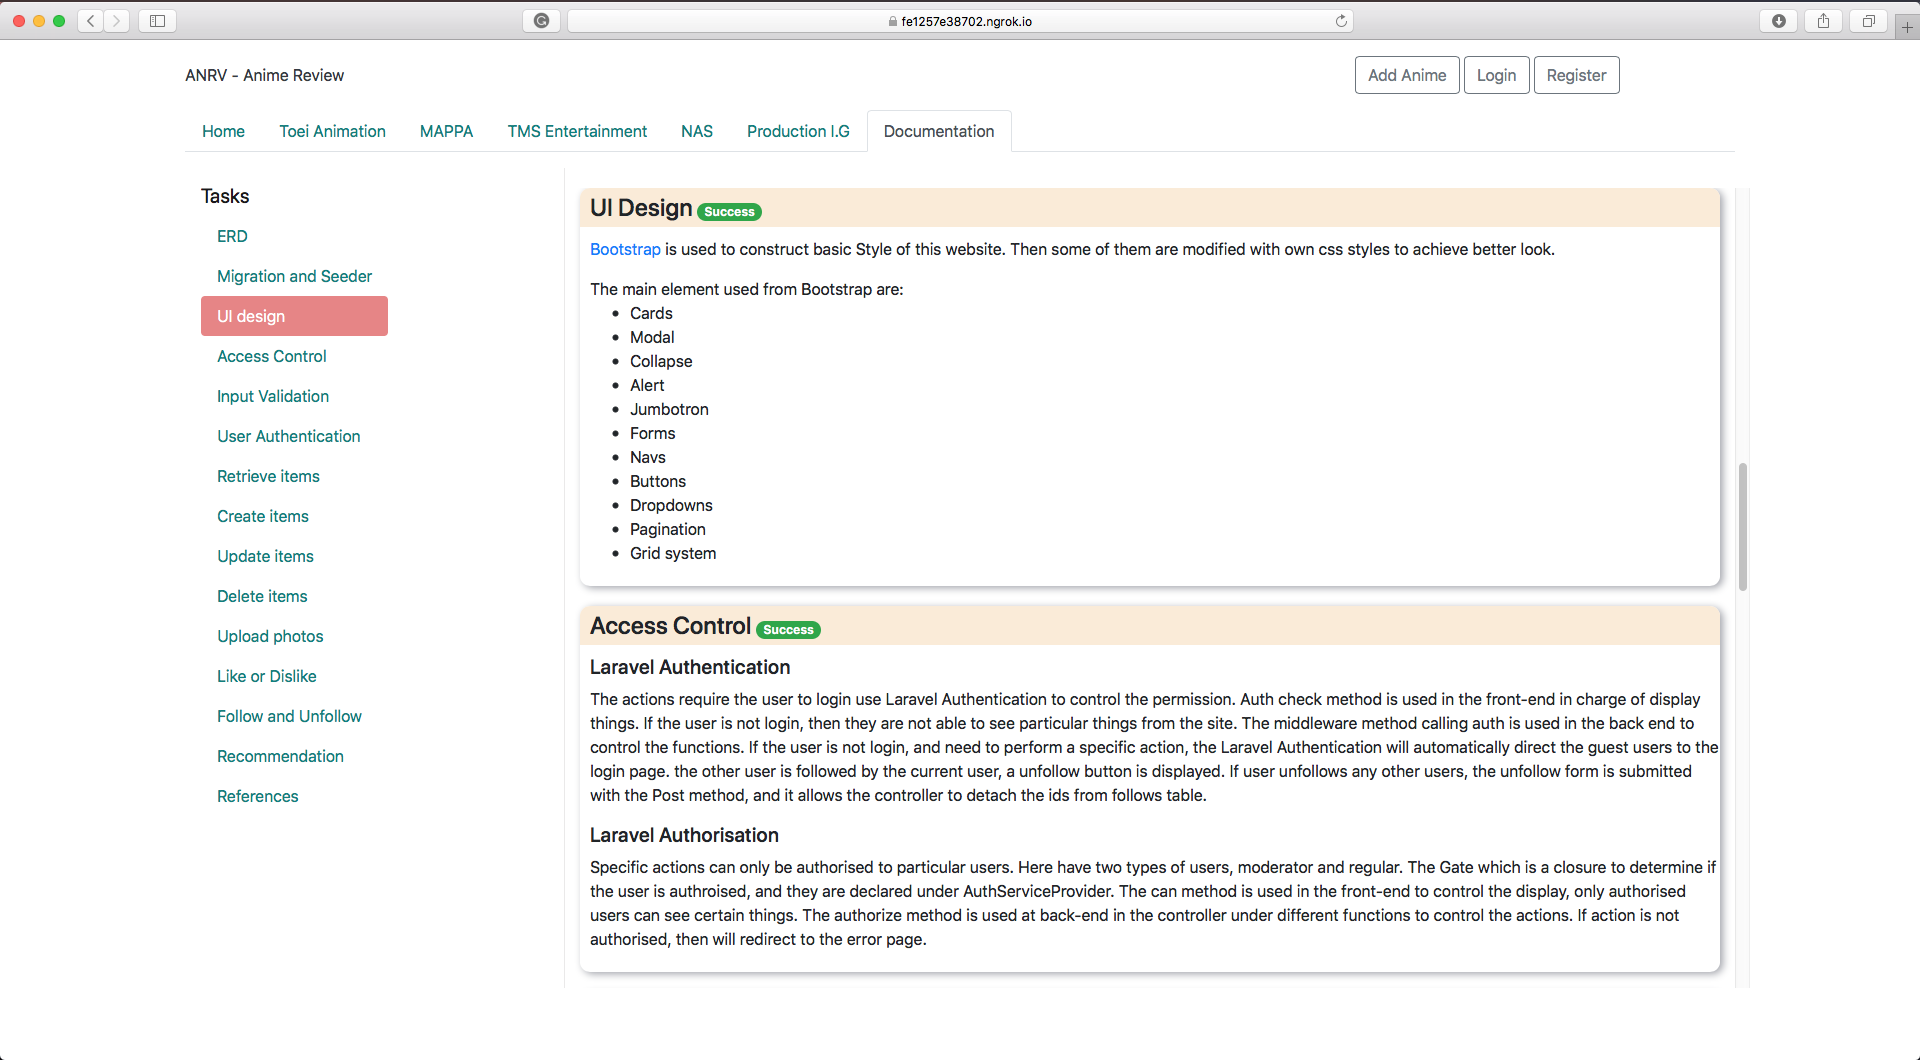 fe1257e38702.ngrok.io
ANRV - Anime Review
Add Anime Login Register
Home Toei Animation MAPPA TMS Entertainment NAS Production I.G Documentation
Tasks
ERD
Migration and Seeder
UI design
Access Control
Input Validation
User Authentication
Retrieve items
Create items
Update items
Delete items
Upload photos
Like or Dislike
Follow and Unfollow
Recommendation
References
UI Design Success
Bootstrap is used to construct basic Style of this website. Then some of them are modified with own css styles to achieve better look.
The main element used from Bootstrap are:
• Cards
• Modal
• Collapse
• Alert
• Jumbotron
• Forms
• Navs
• Buttons
• Dropdowns
• Pagination
• Grid system
Access Control Success
Laravel Authentication
The actions require the user to login use Laravel Authentication to control the permission. Auth check method is used in the front-end in charge of display
things. If the user is not login, then they are not able to see particular things from the site. The middleware method calling auth is used in the back end to
control the functions. If the user is not login, and need to perform a specific action, the Laravel Authentication will automatically direct the guest users to the
login page. the other user is followed by the current user, a unfollow button is displayed. If user unfollows any other users, the unfollow form is submitted
with the Post method, and it allows the controller to detach the ids from follows table.
Laravel Authorisation
Specific actions can only be authorised to particular users. Here have two types of users, moderator and regular. The Gate which is a closure to determine if
the user is authroised, and they are declared under AuthServiceProvider. The can method is used in the front-end to control the display, only authorised
users can see certain things. The authorize method is used at back-end in the controller under different functions to control the actions. If action is not
authorised, then will redirect to the error page.